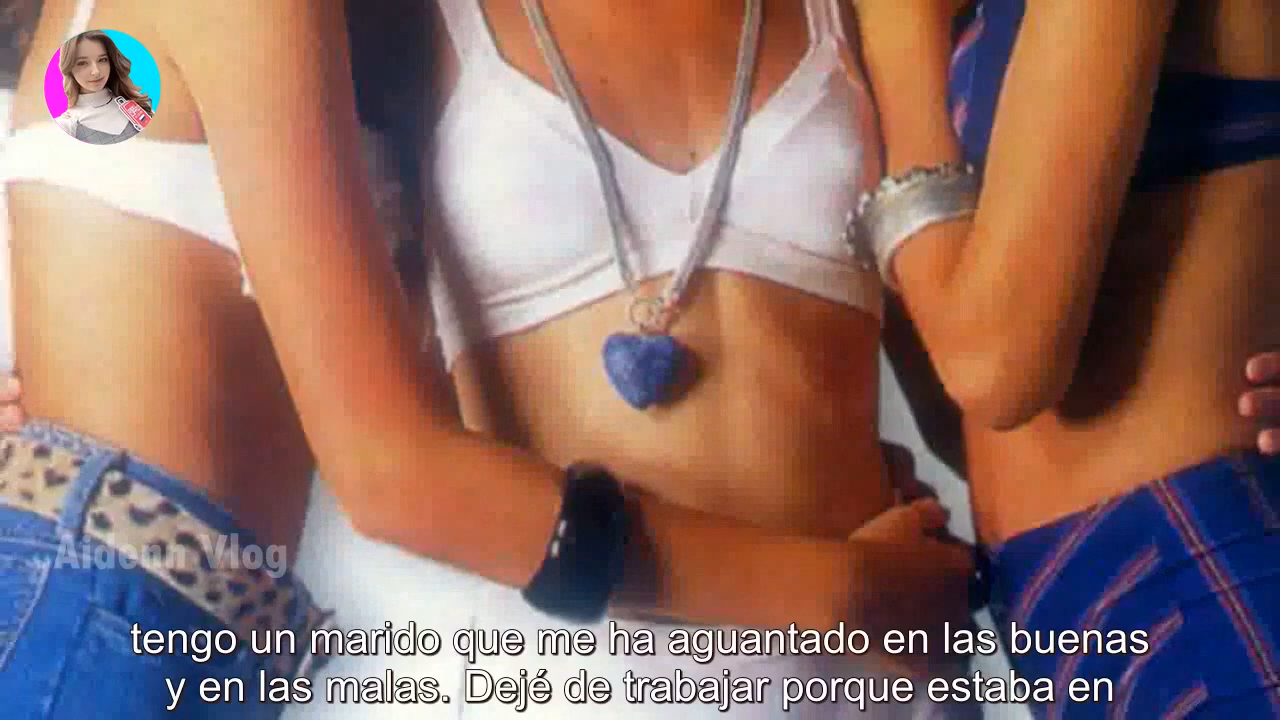 Aidenn Vlog
tengo un marido que me ha aguantado en las buenas
y en las malas. Dejé de trabajar porque estaba en